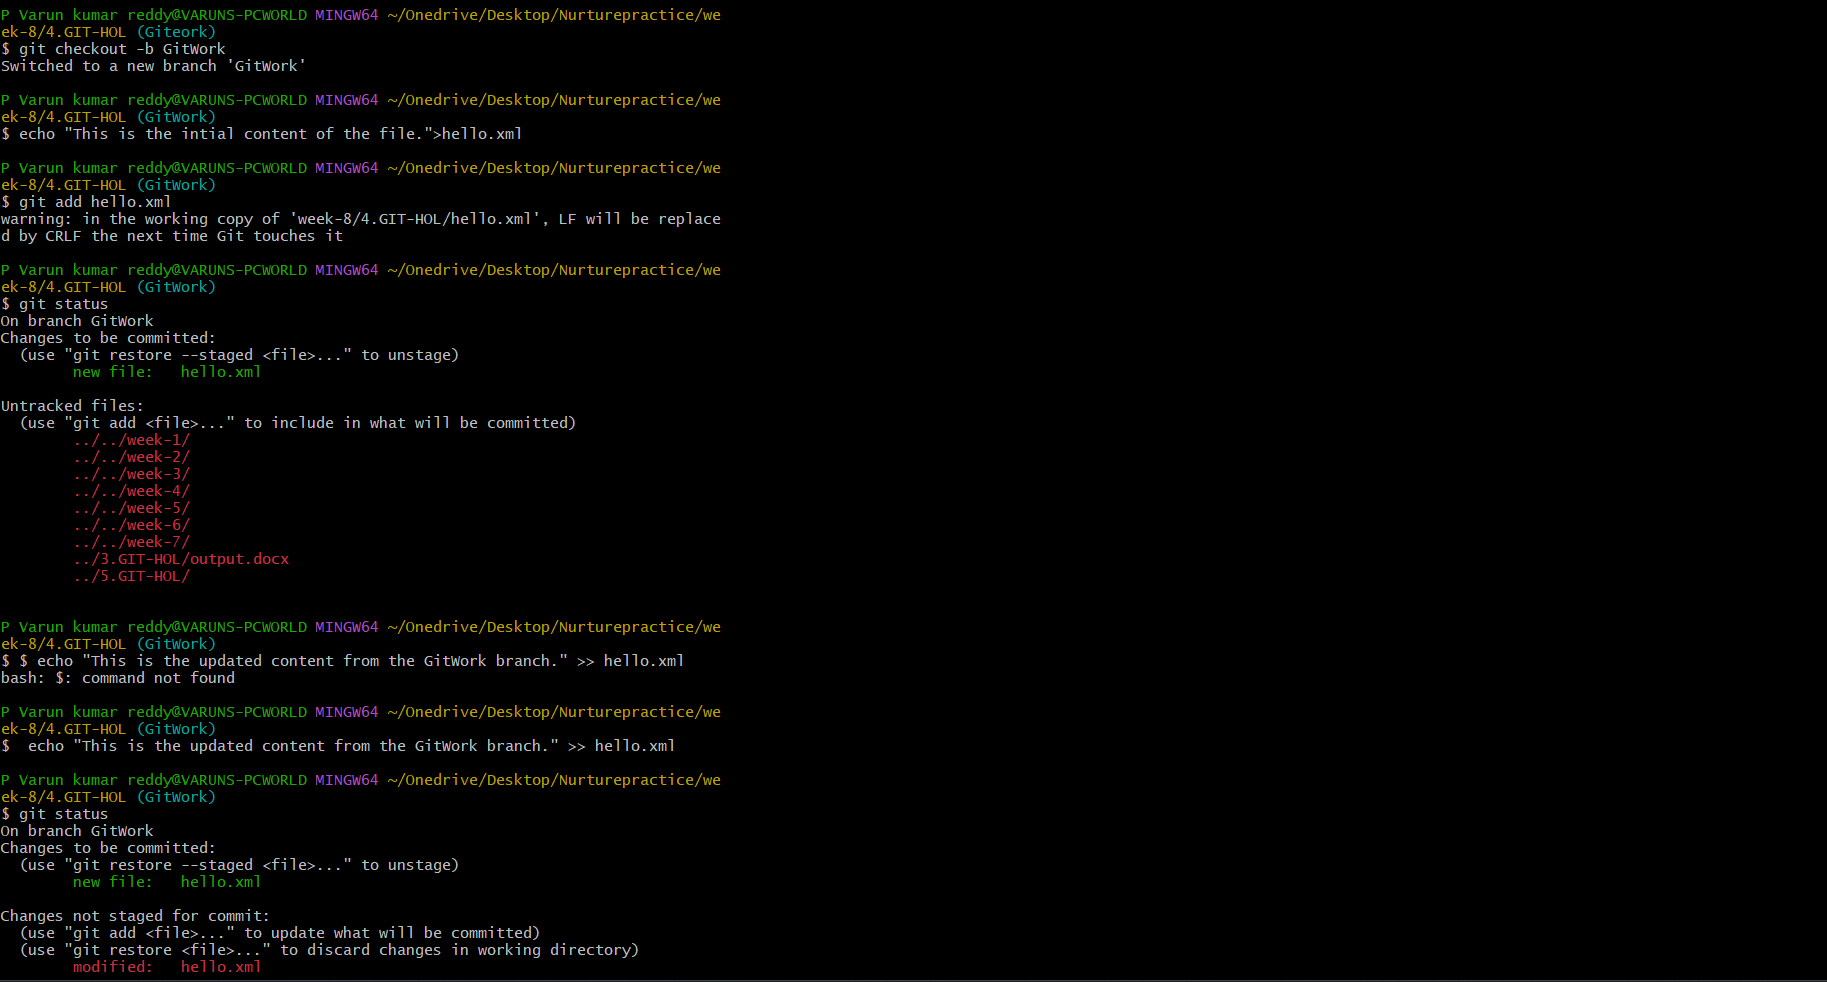 P Varun kumar reddy@VARUNS-PCWORLD MINGW64 ~/Onedrive/Desktop/Nurturepractice/we
ek-8/4.GIT-HOL (Giteork)
$ git checkout -b GitWork
Switched to a new branch 'GitWork'

P Varun kumar reddy@VARUNS-PCWORLD MINGW64 ~/Onedrive/Desktop/Nurturepractice/we
ek-8/4.GIT-HOL (GitWork)
$ echo "This is the intial content of the file.">hello.xml

P Varun kumar reddy@VARUNS-PCWORLD MINGW64 ~/Onedrive/Desktop/Nurturepractice/we
ek-8/4.GIT-HOL (GitWork)
$ git add hello.xml
warning: in the working copy of 'week-8/4.GIT-HOL/hello.xml', LF will be replace
d by CRLF the next time Git touches it

P Varun kumar reddy@VARUNS-PCWORLD MINGW64 ~/Onedrive/Desktop/Nurturepractice/we
ek-8/4.GIT-HOL (GitWork)
$ git status
On branch GitWork
Changes to be committed:
  (use "git restore --staged <file>..." to unstage)
        new file:   hello.xml

Untracked files:
  (use "git add <file>..." to include in what will be committed)
        ../../week-1/
        ../../week-2/
        ../../week-3/
        ../../week-4/
        ../../week-5/
        ../../week-6/
        ../../week-7/
        ../3.GIT-HOL/output.docx
        ../5.GIT-HOL/

P Varun kumar reddy@VARUNS-PCWORLD MINGW64 ~/Onedrive/Desktop/Nurturepractice/we
ek-8/4.GIT-HOL (GitWork)
$ $ echo "This is the updated content from the GitWork branch." >> hello.xml
bash: $: command not found

P Varun kumar reddy@VARUNS-PCWORLD MINGW64 ~/Onedrive/Desktop/Nurturepractice/we
ek-8/4.GIT-HOL (GitWork)
$  echo "This is the updated content from the GitWork branch." >> hello.xml

P Varun kumar reddy@VARUNS-PCWORLD MINGW64 ~/Onedrive/Desktop/Nurturepractice/we
ek-8/4.GIT-HOL (GitWork)
$ git status
On branch GitWork
Changes to be committed:
  (use "git restore --staged <file>..." to unstage)
        new file:   hello.xml

Changes not staged for commit:
  (use "git add <file>..." to update what will be committed)
  (use "git restore <file>..." to discard changes in working directory)
        modified:   hello.xml